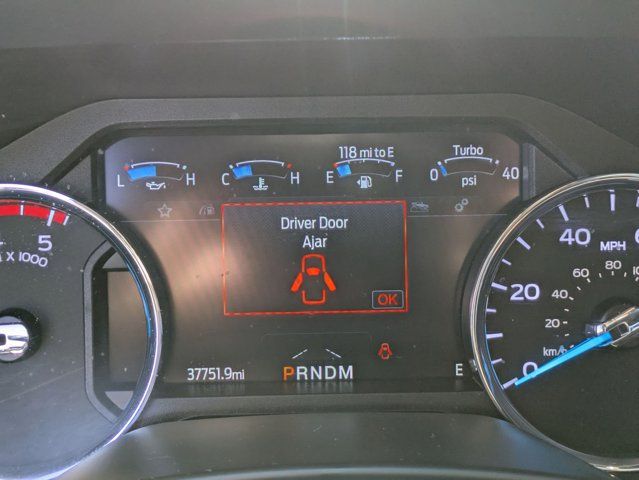 118 mi to E
Turbo
L H
C H
E F
0 40
psi
Driver Door
Ajar
OK
5
x 1000
37751.9mi
PRNDM
E
40
6
MPH
20
0
60
80
40
20
km/h